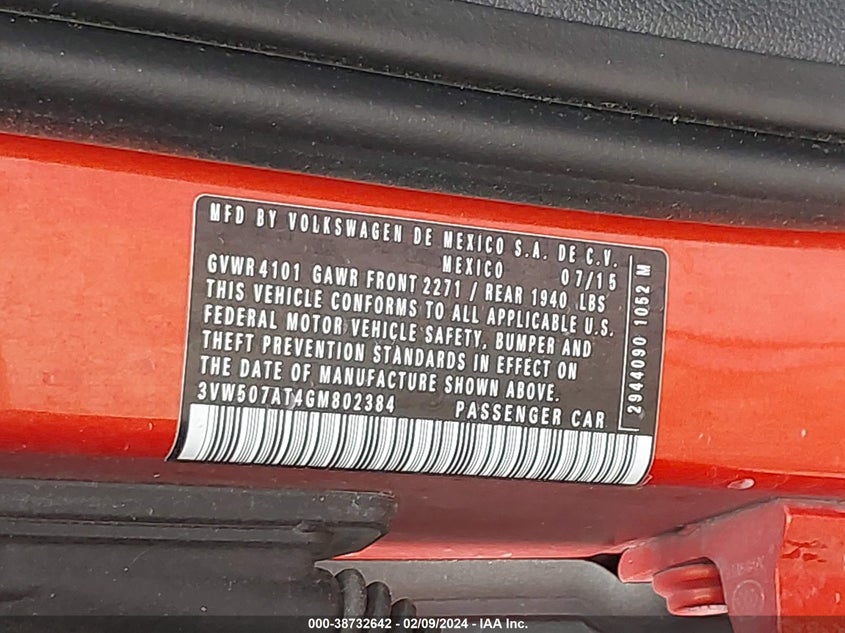 MFD BY VOLKSWAGEN DE MEXICO S.A. DE C.V.
MEXICO 07/15
GVWR 4101 GAWR FRONT 2271 / REAR 1940 LBS
THIS VEHICLE CONFORMS TO ALL APPLICABLE U.S.
FEDERAL MOTOR VEHICLE SAFETY, BUMPER AND
THEFT PREVENTION STANDARDS IN EFFECT ON
THE DATE OF MANUFACTURE SHOWN ABOVE.
3VW507AT4GM802384 PASSENGER CAR
2944090 1052 M
000-38732642 - 02/09/2024 - IAA Inc.